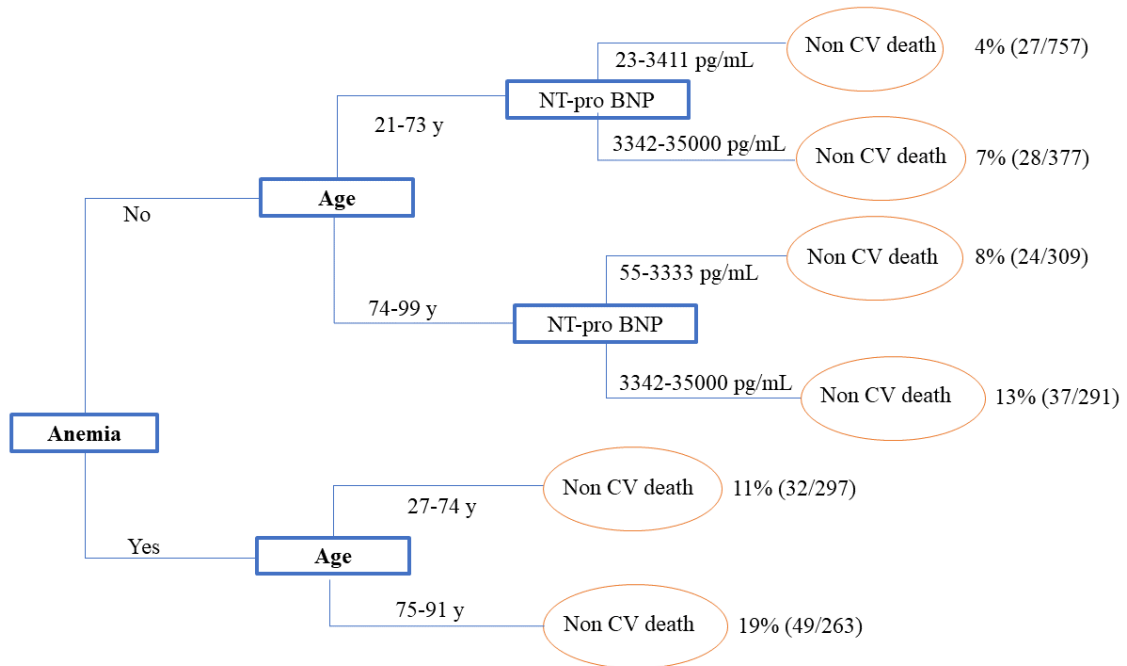 Non CV death 4% (27/757)
23-3411 pg/mL
NT-pro BNP
21-73 y
3342-35000 pg/mL
Non CV death 7% (28/377)
Age
No
Non CV death 8% (24/309)
55-3333 pg/mL
74-99 y
NT-pro BNP
3342-35000 pg/mL
Non CV death 13% (37/291)
Anemia
Non CV death 11% (32/297)
27-74 y
Yes
Age
75-91 y
Non CV death 19% (49/263)